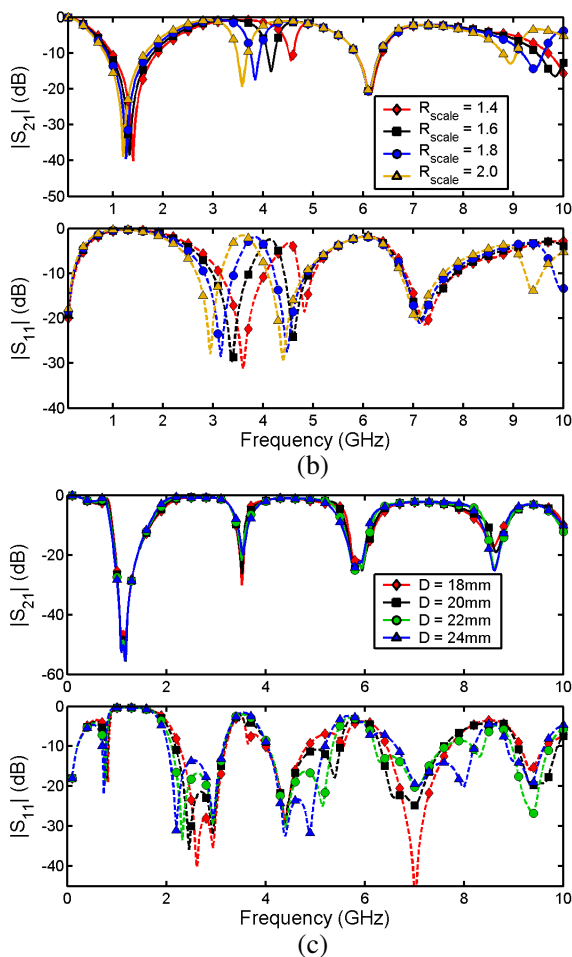 0
-10
-20
-30
-40
-50
|S21| (dB)
0 1 2 3 4 5 6 7 8 9 10
Rscale = 1.4
Rscale = 1.6
Rscale = 1.8
Rscale = 2.0
0
-10
-20
-30
-40
|S11| (dB)
0 1 2 3 4 5 6 7 8 9 10
Frequency (GHz)
(b)
0
-20
-40
-60
|S21| (dB)
0 2 4 6 8 10
D = 18mm
D = 20mm
D = 22mm
D = 24mm
0
-10
-20
-30
-40
|S11| (dB)
0 2 4 6 8 10
Frequency (GHz)
(c)